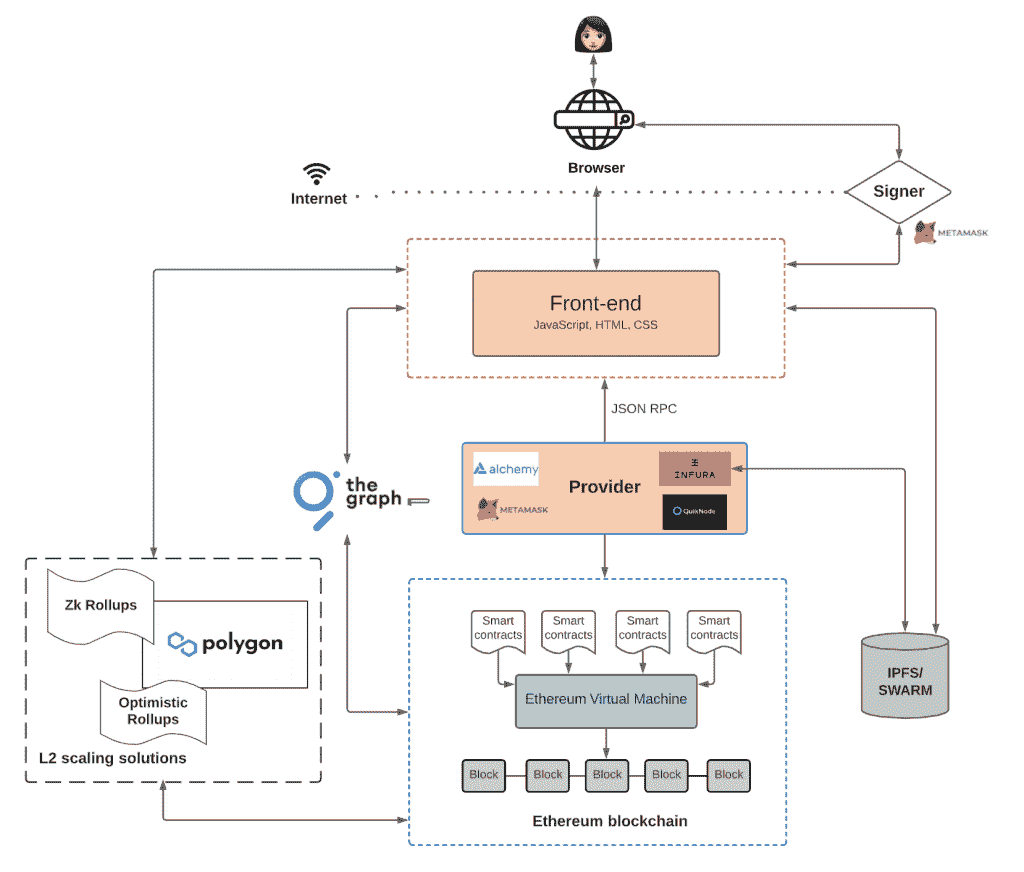 Browser
Internet
Signer
METAMASK
Front-end
JavaScript, HTML, CSS
JSON RPC
alchemy
Provider
INFURA
METAMASK
QuikNode
the
graph
Zk Rollups
polygon
Optimistic
Rollups
L2 scaling solutions
Smart
contracts
Smart
contracts
Smart
contracts
Smart
contracts
Ethereum Virtual Machine
Block
Block
Block
Block
Block
Ethereum blockchain
IPFS/
SWARM